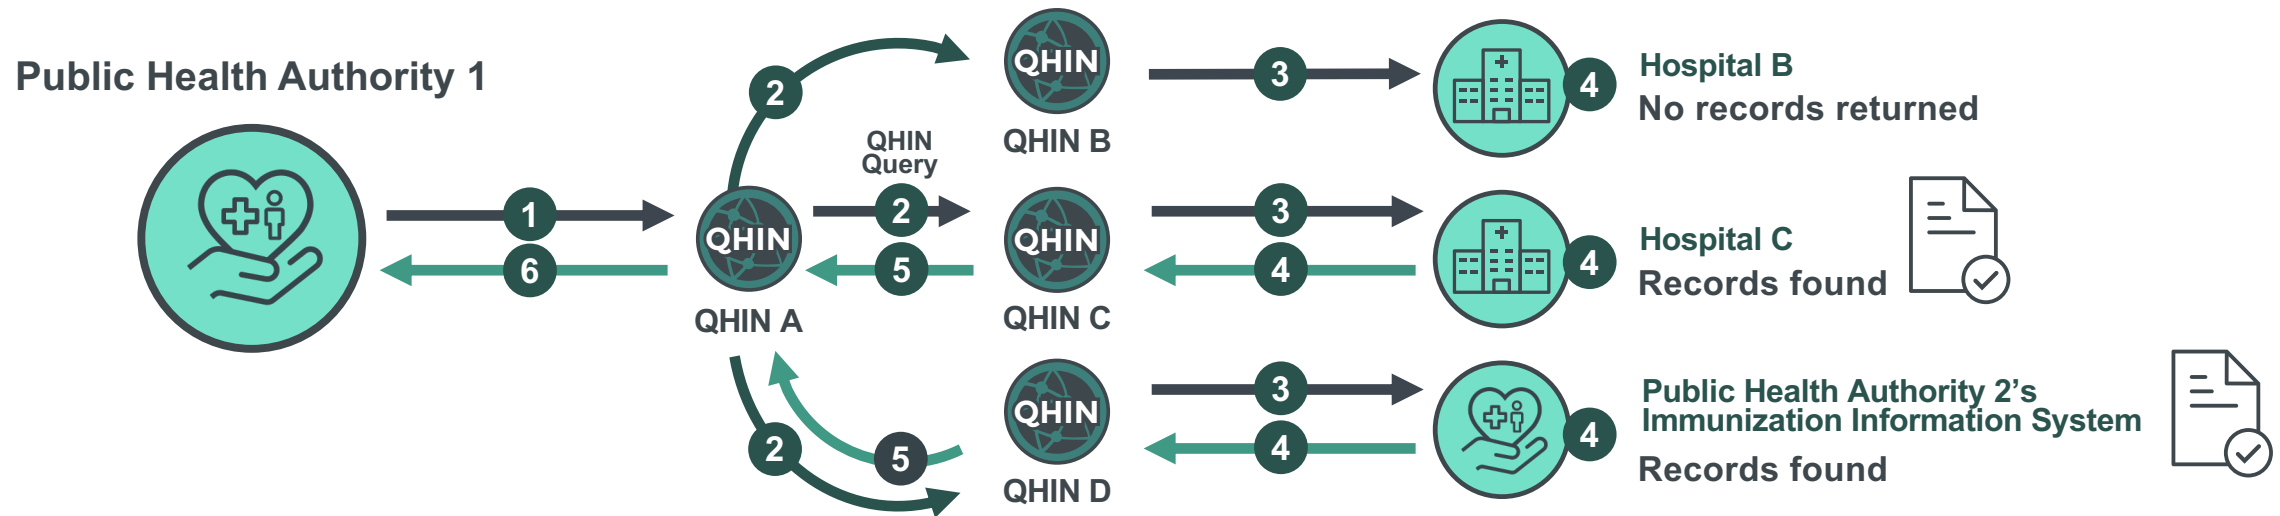 Public Health Authority 1
1
6
QHIN
QHIN A
2
QHIN
Query
2
5
2
5
QHIN
QHIN B
3
4
Hospital B
No records returned
QHIN
QHIN C
3
4
4
Hospital C
Records found
QHIN
QHIN D
3
4
4
Public Health Authority 2’s
Immunization Information System
Records found